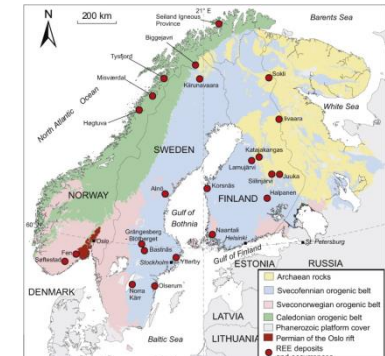 200 km
N
21° E
Seiland Igneous
Province
Barents Sea
Biggejavri
Tysfjord
Misværdal
Kiirunavaara
Sokli
North Atlantic Ocean
White Sea
Høgtuva
Iivaara
SWEDEN
Katajakangas
Lamujärvi
NORWAY
Siilinjärvi
Juuka
Alnö
Korsnäs
FINLAND
Halpanen
60°
Gulf of
Bothnia
Grängesberg
Blötberget
Naantali
Oslo
Bastnäs
Helsinki
St. Petersburg
Fen
Stockholm
Ytterby
Gulf of Finland
Sæftestad
ESTONIA
RUSSIA
Norra
Kärr
Olserum
DENMARK
LATVIA
Baltic Sea
LITHUANIA
Archaean rocks
Svecofennian orogenic belt
Sveconorwegian orogenic belt
Caledonian orogenic belt
Phanerozoic platform cover
Permian of the Oslo rift
REE deposits